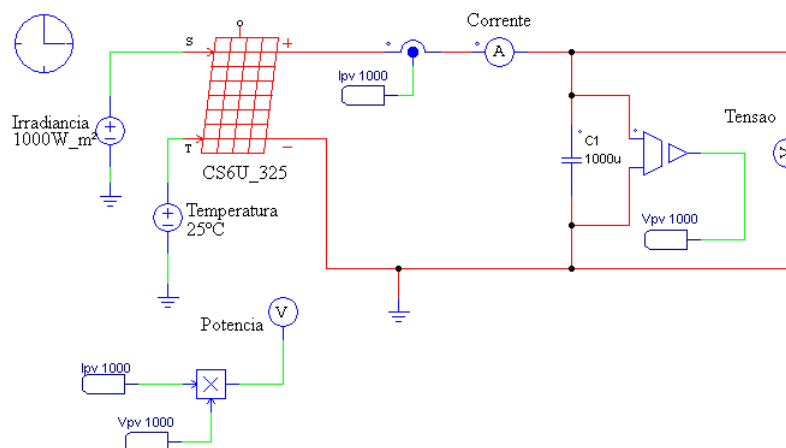 Corrente
S
+
A
Ipv 1000
Irradiancia
1000W_m²
Tensao
C1
1000u
T
−
CS6U_325
Temperatura
25ºC
Vpv 1000
V
Potencia
Ipv 1000
Vpv 1000